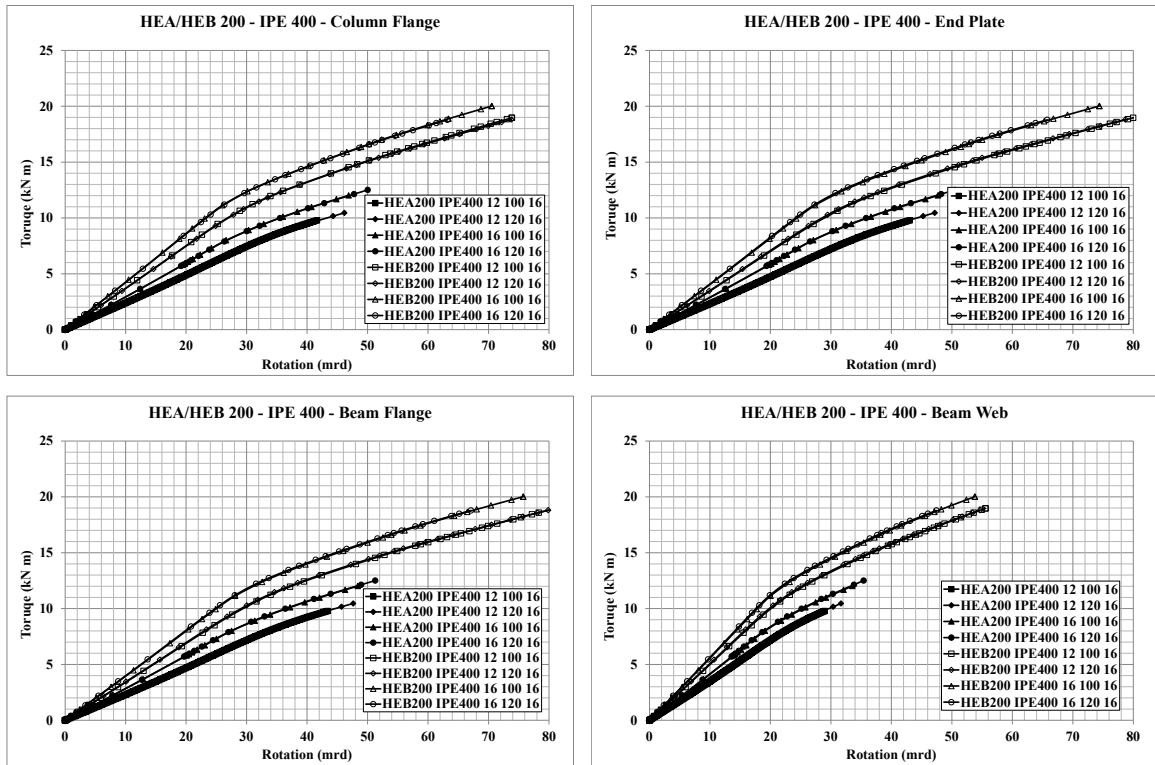 HEA/HEB 200 - IPE 400 - Column Flange
25
20
15
10
5
0
Toruqe (kN m)
HEA200 IPE400 12 100 16
HEA200 IPE400 12 120 16
HEA200 IPE400 16 100 16
HEA200 IPE400 16 120 16
HEB200 IPE400 12 100 16
HEB200 IPE400 12 120 16
HEB200 IPE400 16 100 16
HEB200 IPE400 16 120 16
0 10 20 30 40 50 60 70 80
Rotation (mrd)
HEA/HEB 200 - IPE 400 - End Plate
25
20
15
10
5
0
Toruqe (kN m)
HEA200 IPE400 12 100 16
HEA200 IPE400 12 120 16
HEA200 IPE400 16 100 16
HEA200 IPE400 16 120 16
HEB200 IPE400 12 100 16
HEB200 IPE400 12 120 16
HEB200 IPE400 16 100 16
HEB200 IPE400 16 120 16
0 10 20 30 40 50 60 70 80
Rotation (mrd)
HEA/HEB 200 - IPE 400 - Beam Flange
25
20
15
10
5
0
Toruqe (kN m)
HEA200 IPE400 12 100 16
HEA200 IPE400 12 120 16
HEA200 IPE400 16 100 16
HEA200 IPE400 16 120 16
HEB200 IPE400 12 100 16
HEB200 IPE400 12 120 16
HEB200 IPE400 16 100 16
HEB200 IPE400 16 120 16
0 10 20 30 40 50 60 70 80
Rotation (mrd)
HEA/HEB 200 - IPE 400 - Beam Web
25
20
15
10
5
0
Toruqe (kN m)
HEA200 IPE400 12 100 16
HEA200 IPE400 12 120 16
HEA200 IPE400 16 100 16
HEA200 IPE400 16 120 16
HEB200 IPE400 12 100 16
HEB200 IPE400 12 120 16
HEB200 IPE400 16 100 16
HEB200 IPE400 16 120 16
0 10 20 30 40 50 60 70 80
Rotation (mrd)